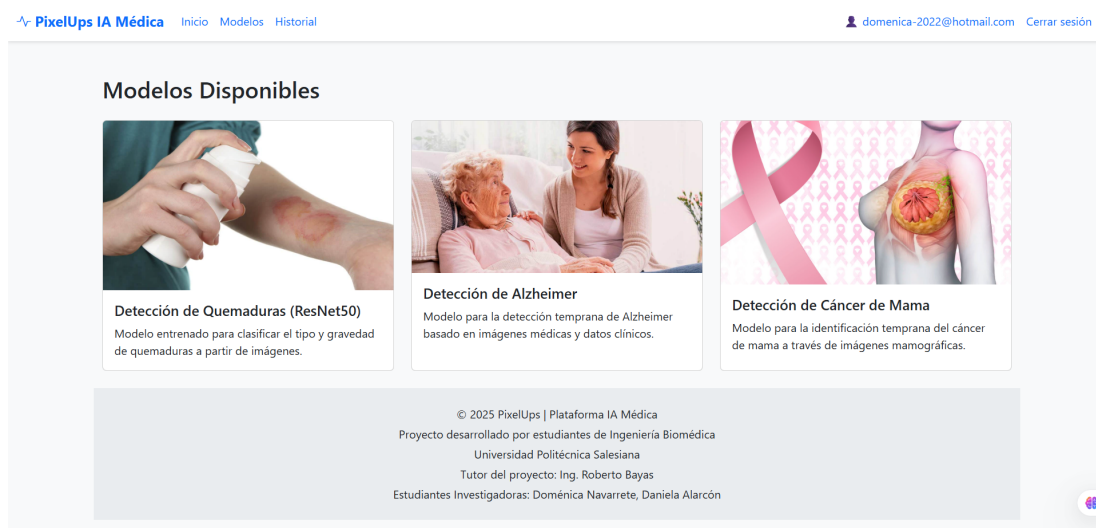 PixelUps IA Médica Inicio Modelos Historial domenica-2022@hotmail.com Cerrar sesión
Modelos Disponibles
Detección de Quemaduras (ResNet50)
Modelo entrenado para clasificar el tipo y gravedad
de quemaduras a partir de imágenes.
Detección de Alzheimer
Modelo para la detección temprana de Alzheimer
basado en imágenes médicas y datos clínicos.
Detección de Cáncer de Mama
Modelo para la identificación temprana del cáncer
de mama a través de imágenes mamográficas.
© 2025 PixelUps | Plataforma IA Médica
Proyecto desarrollado por estudiantes de Ingeniería Biomédica
Universidad Politécnica Salesiana
Tutor del proyecto: Ing. Roberto Bayas
Estudiantes Investigadoras: Doménica Navarrete, Daniela Alarcón